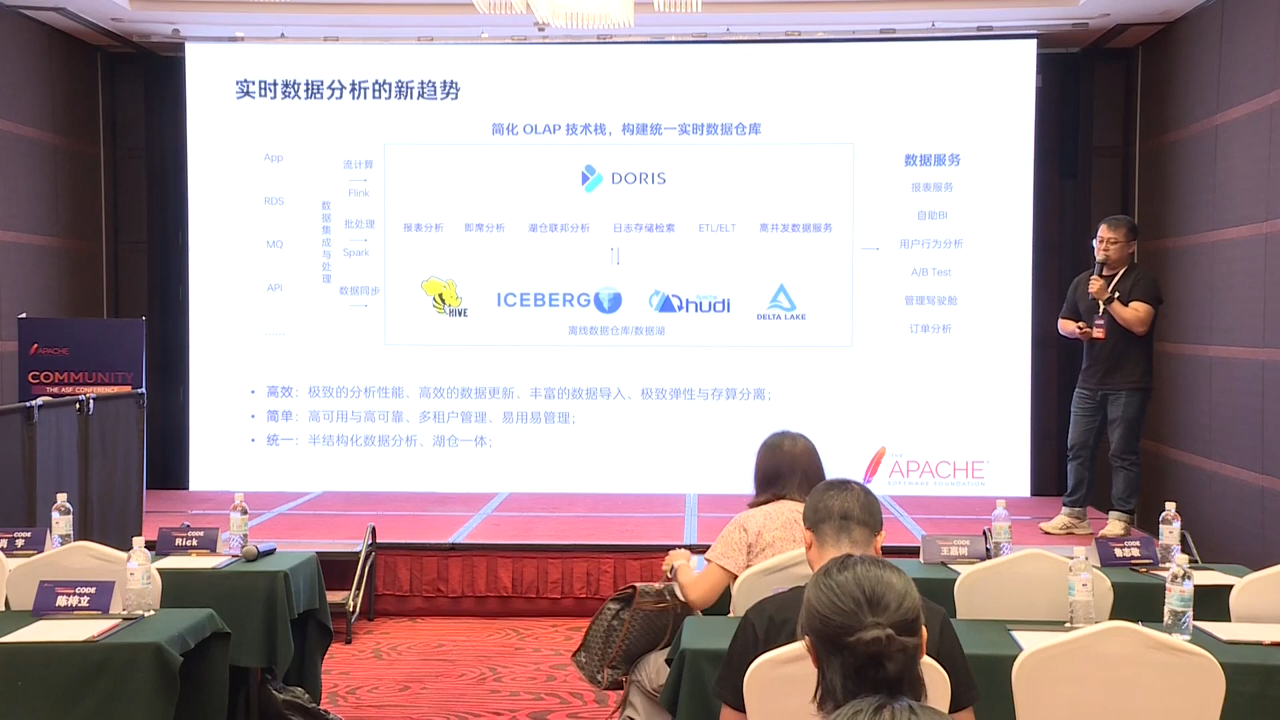 实时数据分析的新趋势
简化 OLAP 技术栈，构建统一实时数据仓库
App
RDS
MQ
API
......
数据集成与处理
流计算
Flink
批处理
Spark
数据同步
DORIS
报表分析
即席分析
湖仓联邦分析
日志存储检索
ETL/ELT
高并发数据服务
HIVE
ICEBERG
hudi
DELTA LAKE
离线数据仓库/数据湖
数据服务
报表服务
自助BI
用户行为分析
A/B Test
管理驾驶舱
订单分析
• 高效：极致的分析性能、高效的数据更新、丰富的数据导入、极致弹性与存算分离；
• 简单：高可用与高可靠、多租户管理、易用易管理；
• 统一：半结构化数据分析、湖仓一体；
THE
APACHE
SOFTWARE FOUNDATION
APACHE
COMMUNITY
THE ASF CONFERENCE
CODE
宇
CODE
Rick
CODE
陈梓立
CODE
王嘉树
CODE
鲁志敬